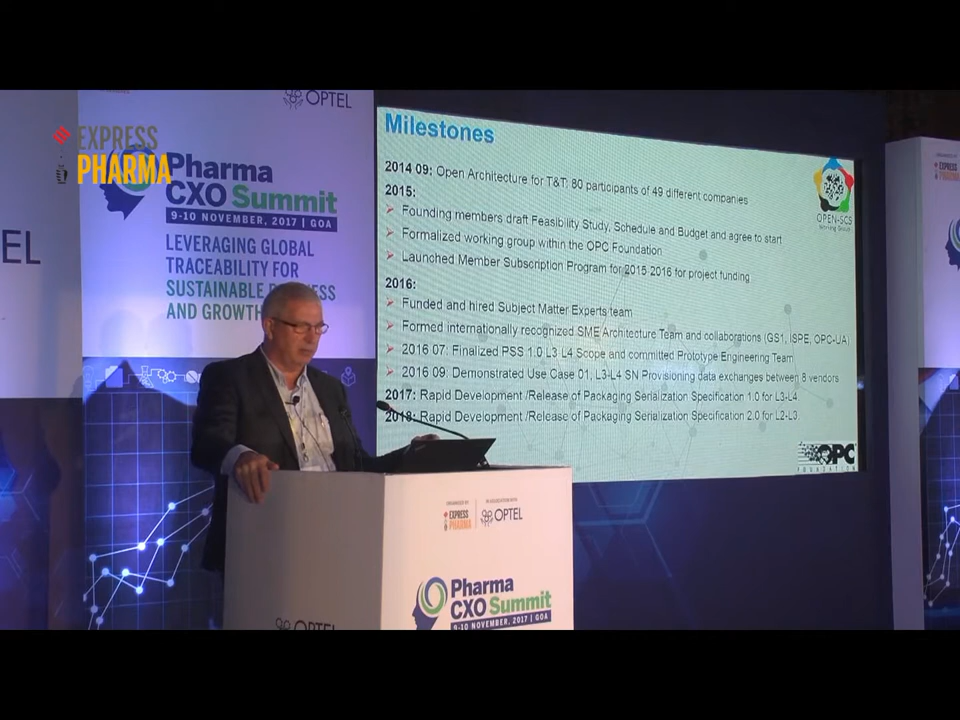 EXPRESS
PHARMA
OPTEL
Pharma
CXO Summit
9-10 NOVEMBER, 2017 | GOA
LEVERAGING GLOBAL
TRACEABILITY FOR
SUSTAINABLE B
ESS
AND GROWTH
EL
Milestones
2014 09: Open Architecture for T&T: 80 participants of 49 different companies
2015:
Founding members draft Feasibility Study, Schedule and Budget and agree to start
Formalized working group within the OPC Foundation
Launched Member Subscription Program for 2015-2016 for project funding
2016:
Funded and hired Subject Matter Experts team
Formed internationally recognized SME Architecture Team and collaborations (GS1, ISPE, OPC-UA)
2016 07: Finalized PSS 1.0 L3 L4 Scope and committed Prototype Engineering Team
2016 09: Demonstrated Use Case 01, L3-L4 SN Provisioning data exchanges between 8 vendors
2017: Rapid Development /Release of Packaging Serialization Specification 1.0 for L3-L4.
2018: Rapid Development /Release of Packaging Serialization Specification 2.0 for L2-L3.
OPEN-SCS
Working Group
OPC
FOUNDATION
EXPRESS
PHARMA
OPTEL
Pharma
CXO Summit
9-10 NOVEMBER, 2017 | GOA
OPTEL
EXPRESS
PHARMA